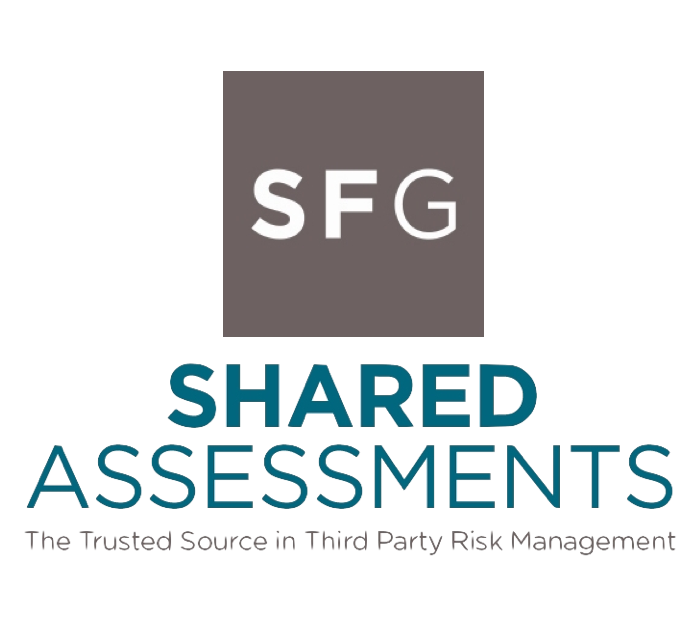 SFG
SHARED
ASSESSMENTS
The Trusted Source in Third Party Risk Management